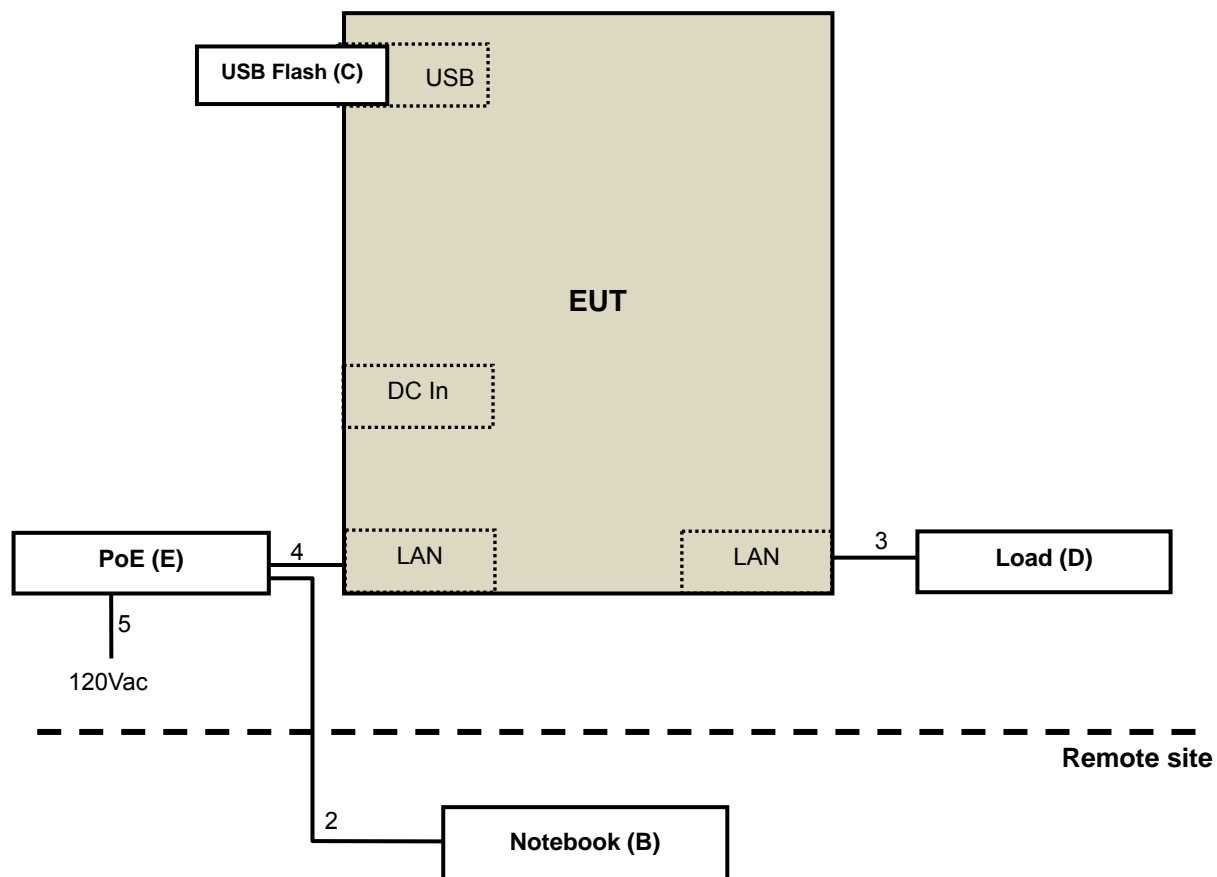 USB Flash (C)
USB
EUT
DC In
PoE (E)
4
LAN
LAN
3
Load (D)
5
120Vac
Remote site
2
Notebook (B)